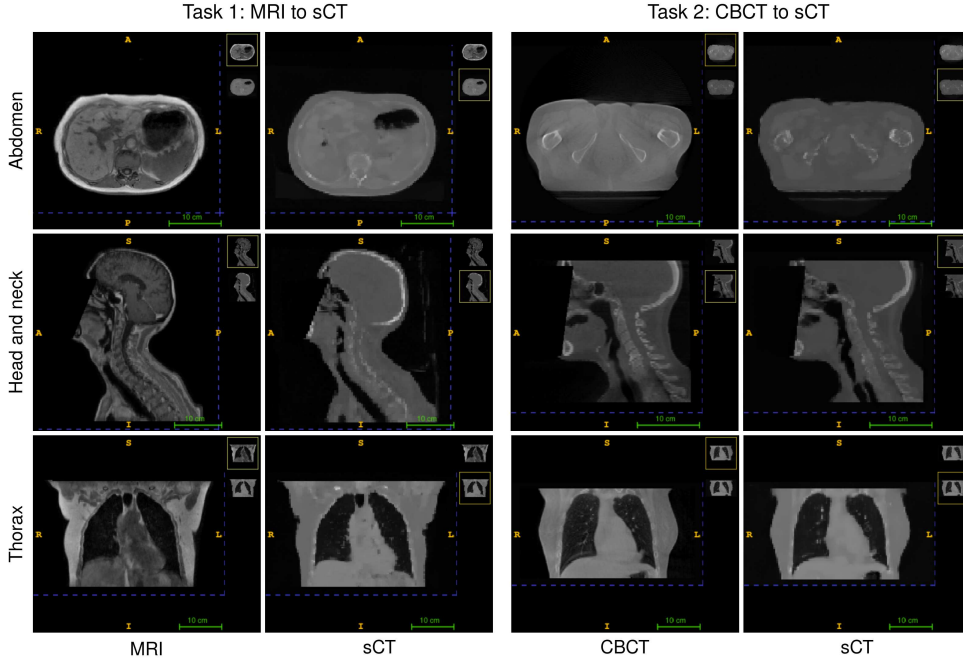 Task 1: MRI to sCT
Task 2: CBCT to sCT
Abdomen
A
R
L
P
10 cm
A
R
L
P
10 cm
A
R
L
P
10 cm
A
R
L
P
10 cm
Head and neck
S
A
P
I
10 cm
S
A
P
I
10 cm
S
A
P
I
10 cm
S
A
P
I
10 cm
Thorax
S
R
L
I
10 cm
S
R
L
I
10 cm
S
R
L
I
10 cm
S
R
L
I
10 cm
MRI
sCT
CBCT
sCT